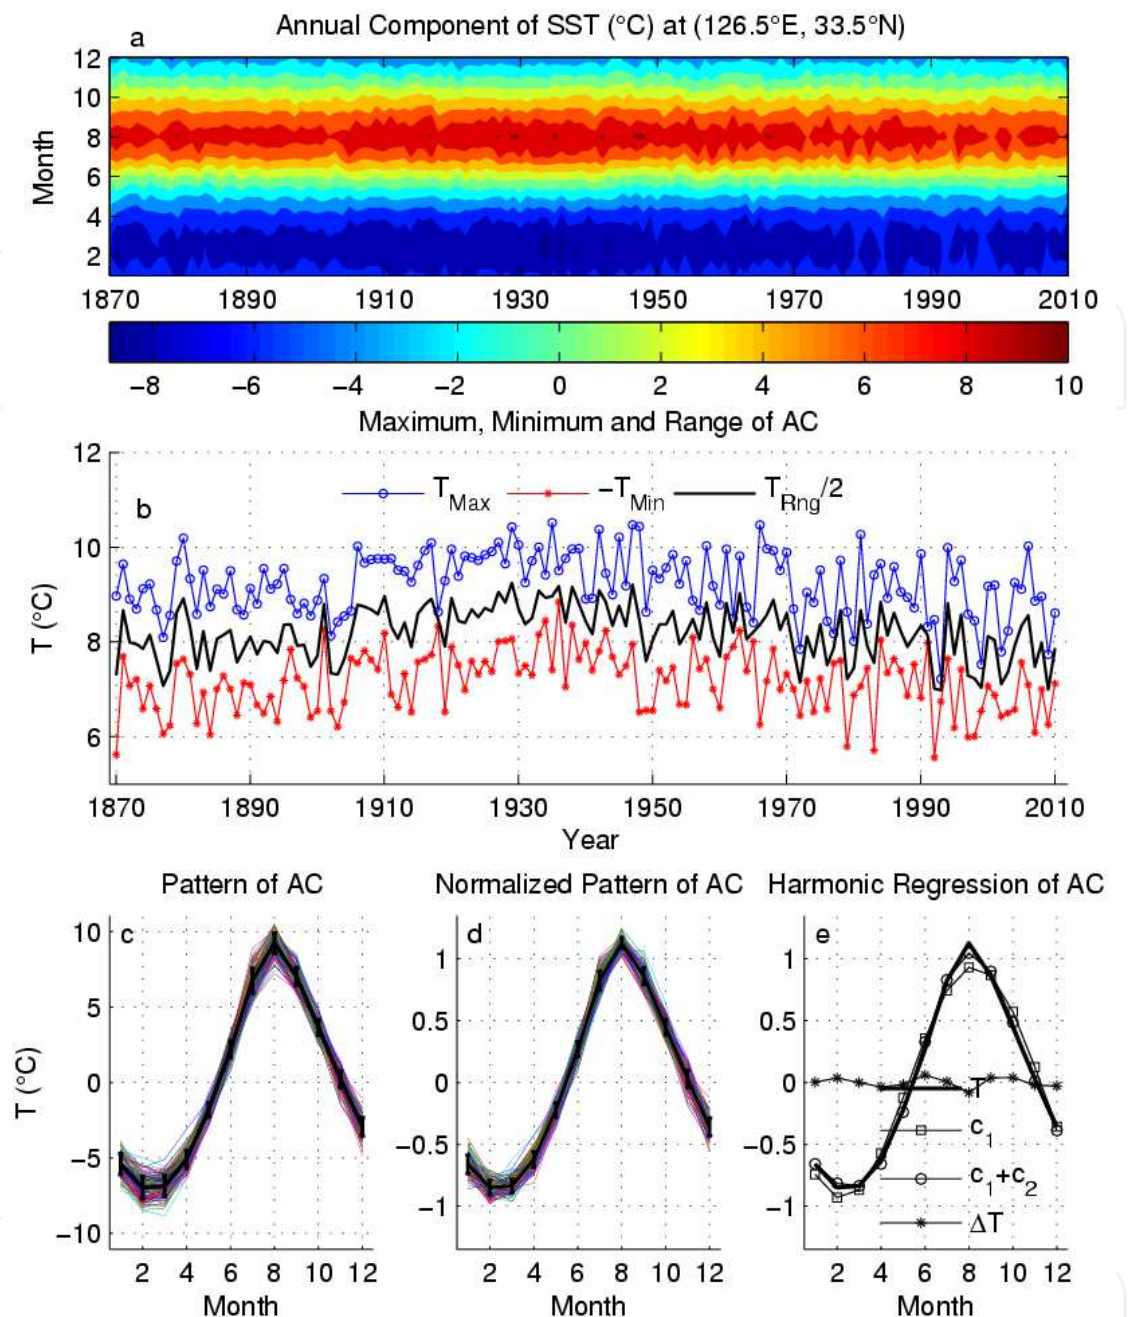 Annual Component of SST (°C) at (126.5°E, 33.5°N)
a
12
10
8
6
4
2
Month
1870 1890 1910 1930 1950 1970 1990 2010
−8 −6 −4 −2 0 2 4 6 8 10
Maximum, Minimum and Range of AC
12
10
8
6
T (°C)
b
T_Max −T_Min T_Rng/2
1870 1890 1910 1930 1950 1970 1990 2010
Year
Pattern of AC
c
10
5
0
−5
−10
T (°C)
2 4 6 8 10 12
Month
Normalized Pattern of AC
d
1
0.5
0
−0.5
−1
2 4 6 8 10 12
Month
Harmonic Regression of AC
e
1
0.5
0
−0.5
−1
T
c₁
c₁+c₂
ΔT
2 4 6 8 10 12
Month